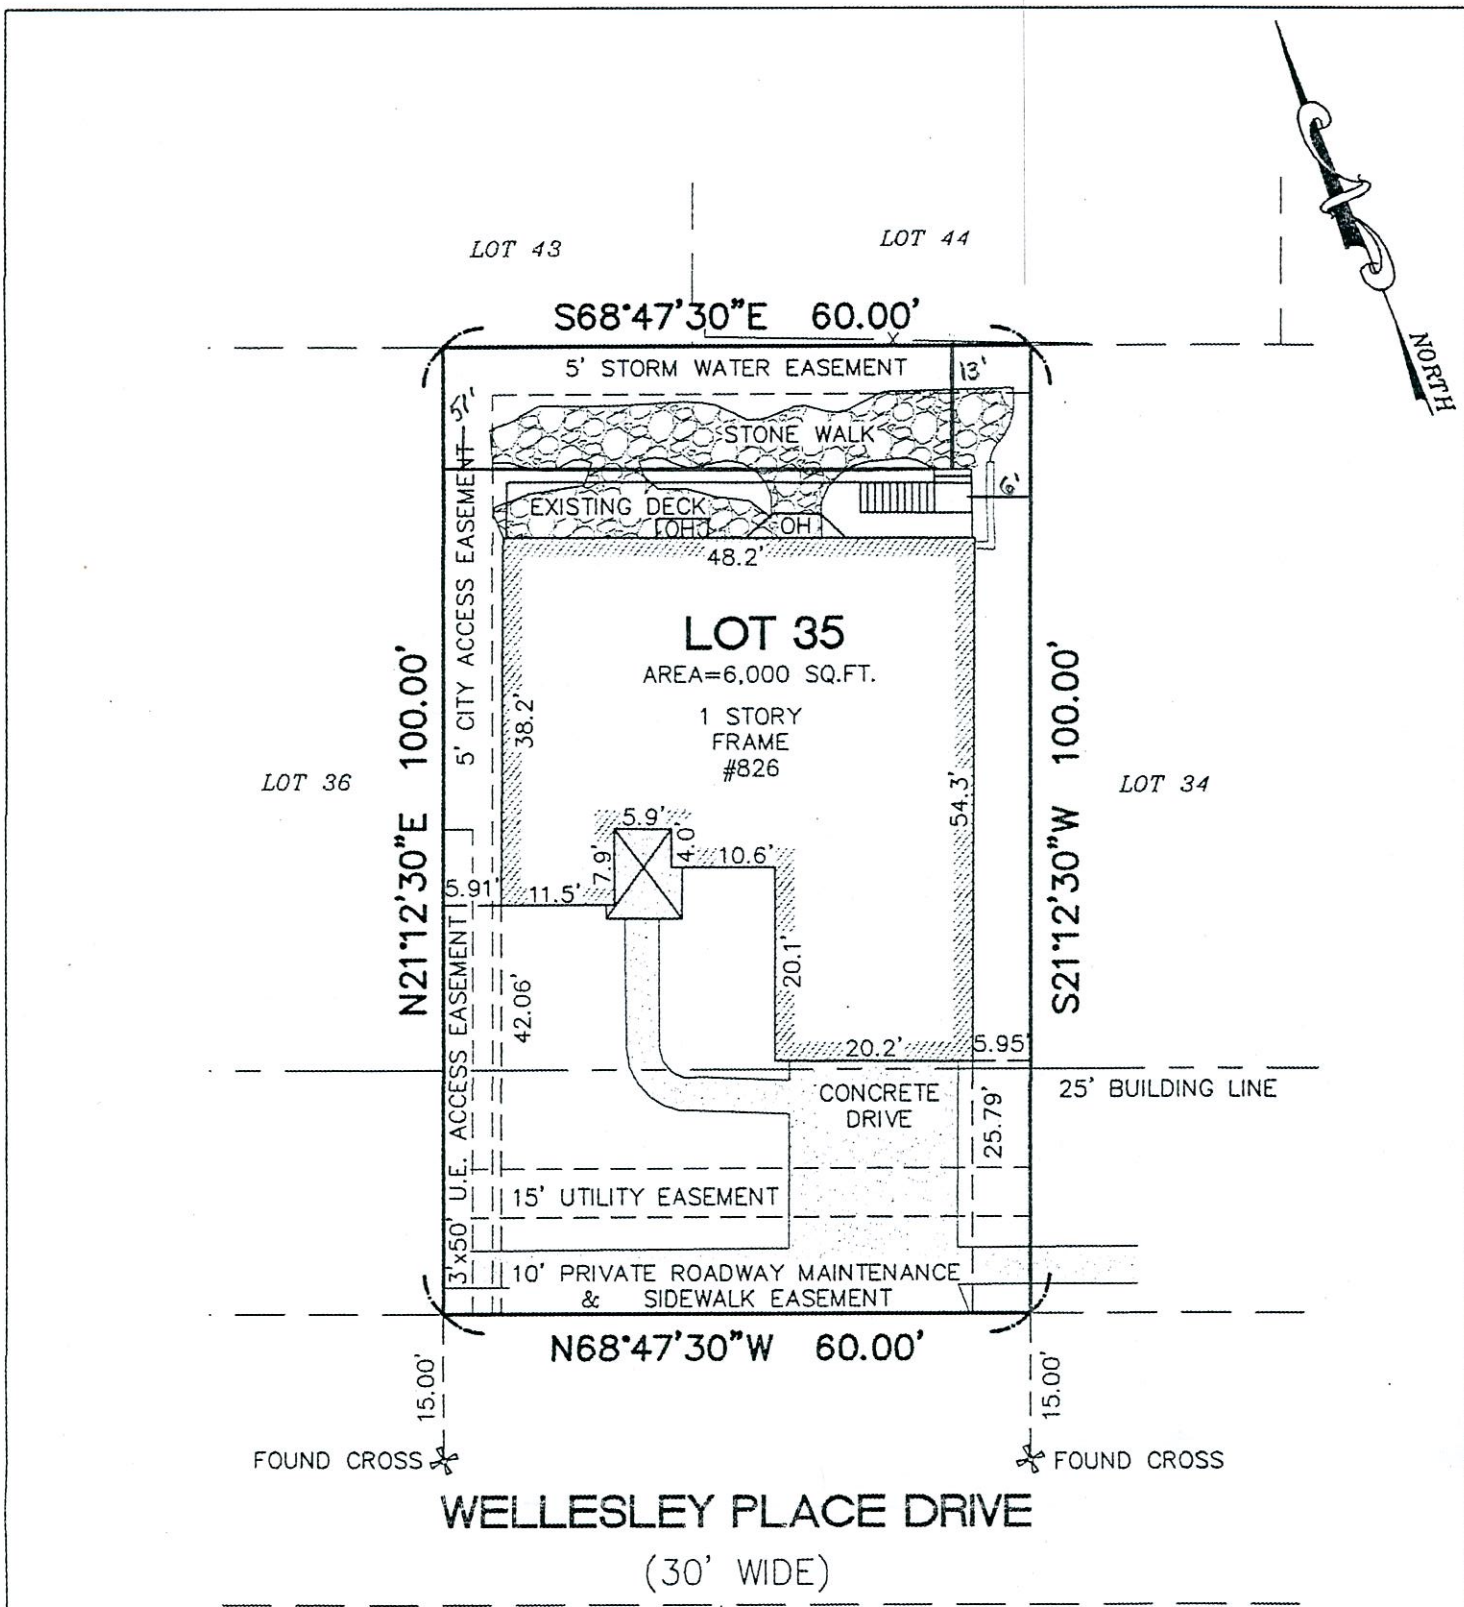 NORTH
LOT 43
LOT 44
S68°47'30"E 60.00'
5' STORM WATER EASEMENT
13'
STONE WALK
6'
EXISTING DECK
OH
OH
48.2'
5' CITY ACCESS EASEMENT
LOT 35
AREA=6,000 SQ.FT.
1 STORY
FRAME
#826
N21°12'30"E 100.00'
S21°12'30"W 100.00'
38.2'
54.3'
LOT 36
LOT 34
5.9'
7.9'
4.0'
10.6'
5.91'
11.5'
20.1'
42.06'
20.2'
5.95'
CONCRETE
DRIVE
25' BUILDING LINE
25.79'
3'x50' U.E. ACCESS EASEMENT
15' UTILITY EASEMENT
10' PRIVATE ROADWAY MAINTENANCE
& SIDEWALK EASEMENT
N68°47'30"W 60.00'
15.00'
15.00'
FOUND CROSS
FOUND CROSS
WELLESLEY PLACE DRIVE
(30' WIDE)